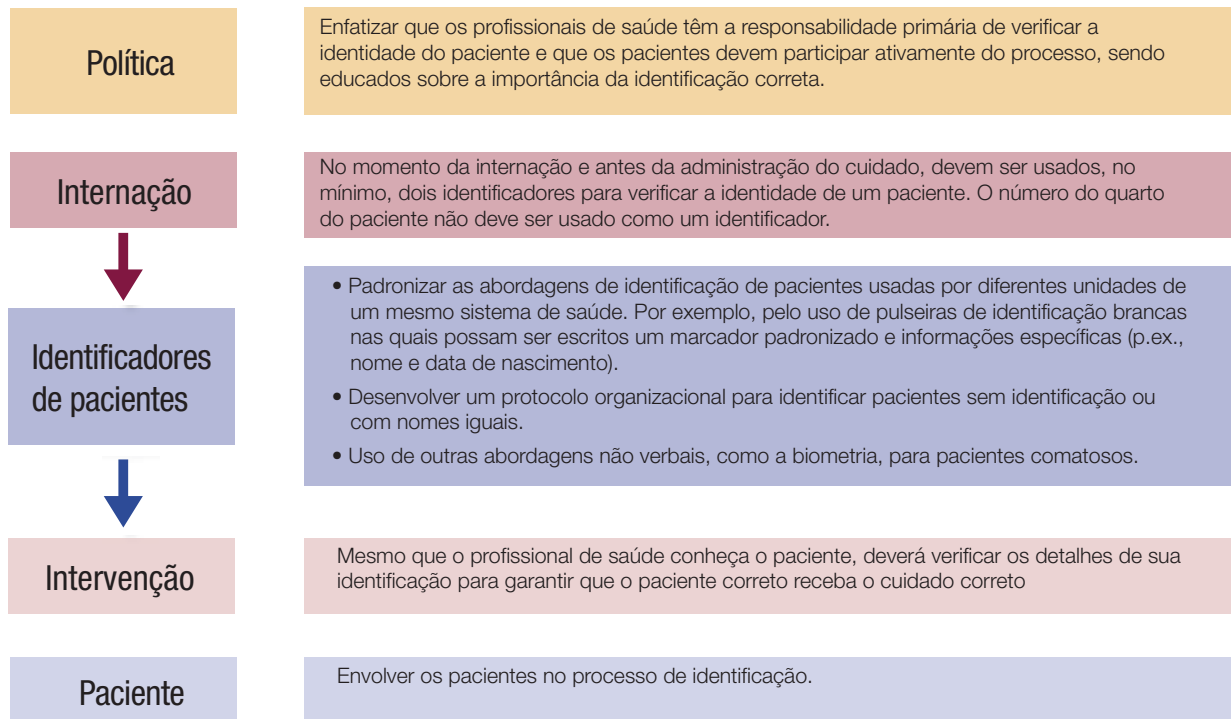 Política
Enfatizar que os profissionais de saúde têm a responsabilidade primária de verificar a
identidade do paciente e que os pacientes devem participar ativamente do processo, sendo
educados sobre a importância da identificação correta.
Internação
No momento da internação e antes da administração do cuidado, devem ser usados, no
mínimo, dois identificadores para verificar a identidade de um paciente. O número do quarto
do paciente não deve ser usado como um identificador.
Identificadores
de pacientes
• Padronizar as abordagens de identificação de pacientes usadas por diferentes unidades de
um mesmo sistema de saúde. Por exemplo, pelo uso de pulseiras de identificação brancas
nas quais possam ser escritos um marcador padronizado e informações específicas (p.ex.,
nome e data de nascimento).
• Desenvolver um protocolo organizacional para identificar pacientes sem identificação ou
com nomes iguais.
• Uso de outras abordagens não verbais, como a biometria, para pacientes comatosos.
Intervenção
Mesmo que o profissional de saúde conheça o paciente, deverá verificar os detalhes de sua
identificação para garantir que o paciente correto receba o cuidado correto
Paciente
Envolver os pacientes no processo de identificação.